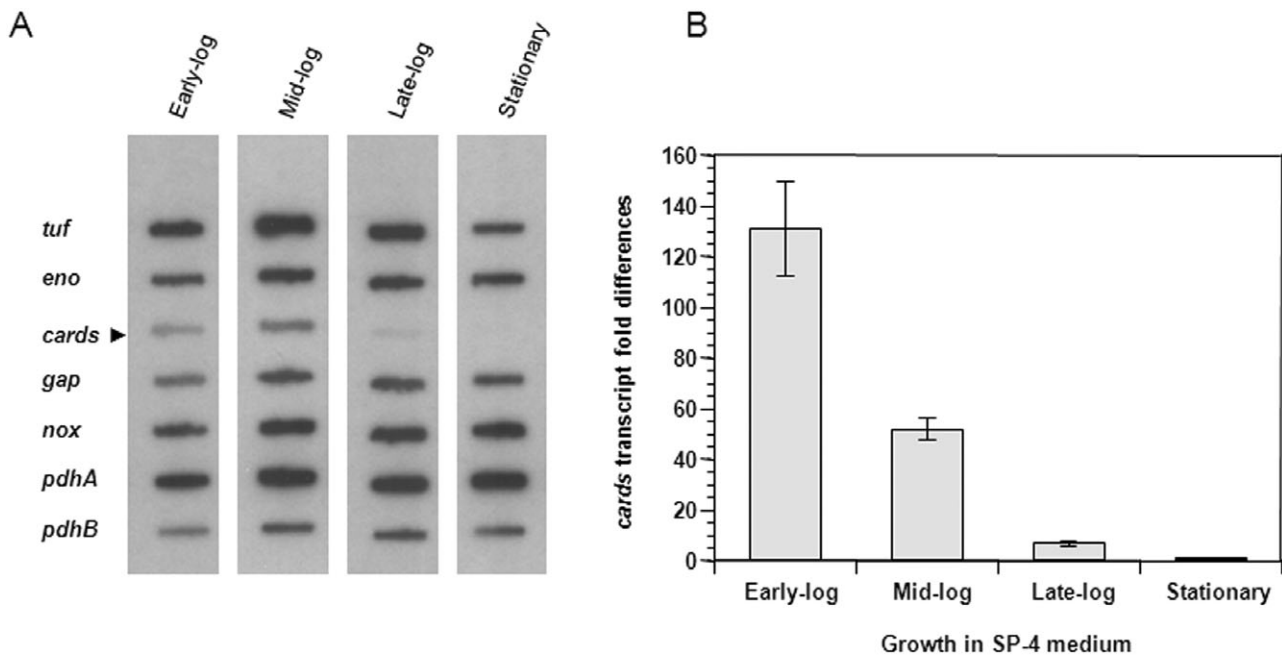 A
Early-log
Mid-log
Late-log
Stationary
tuf
eno
cards
gap
nox
pdhA
pdhB
B
cards transcript fold differences
160
140
120
100
80
60
40
20
0
Early-log
Mid-log
Late-log
Stationary
Growth in SP-4 medium